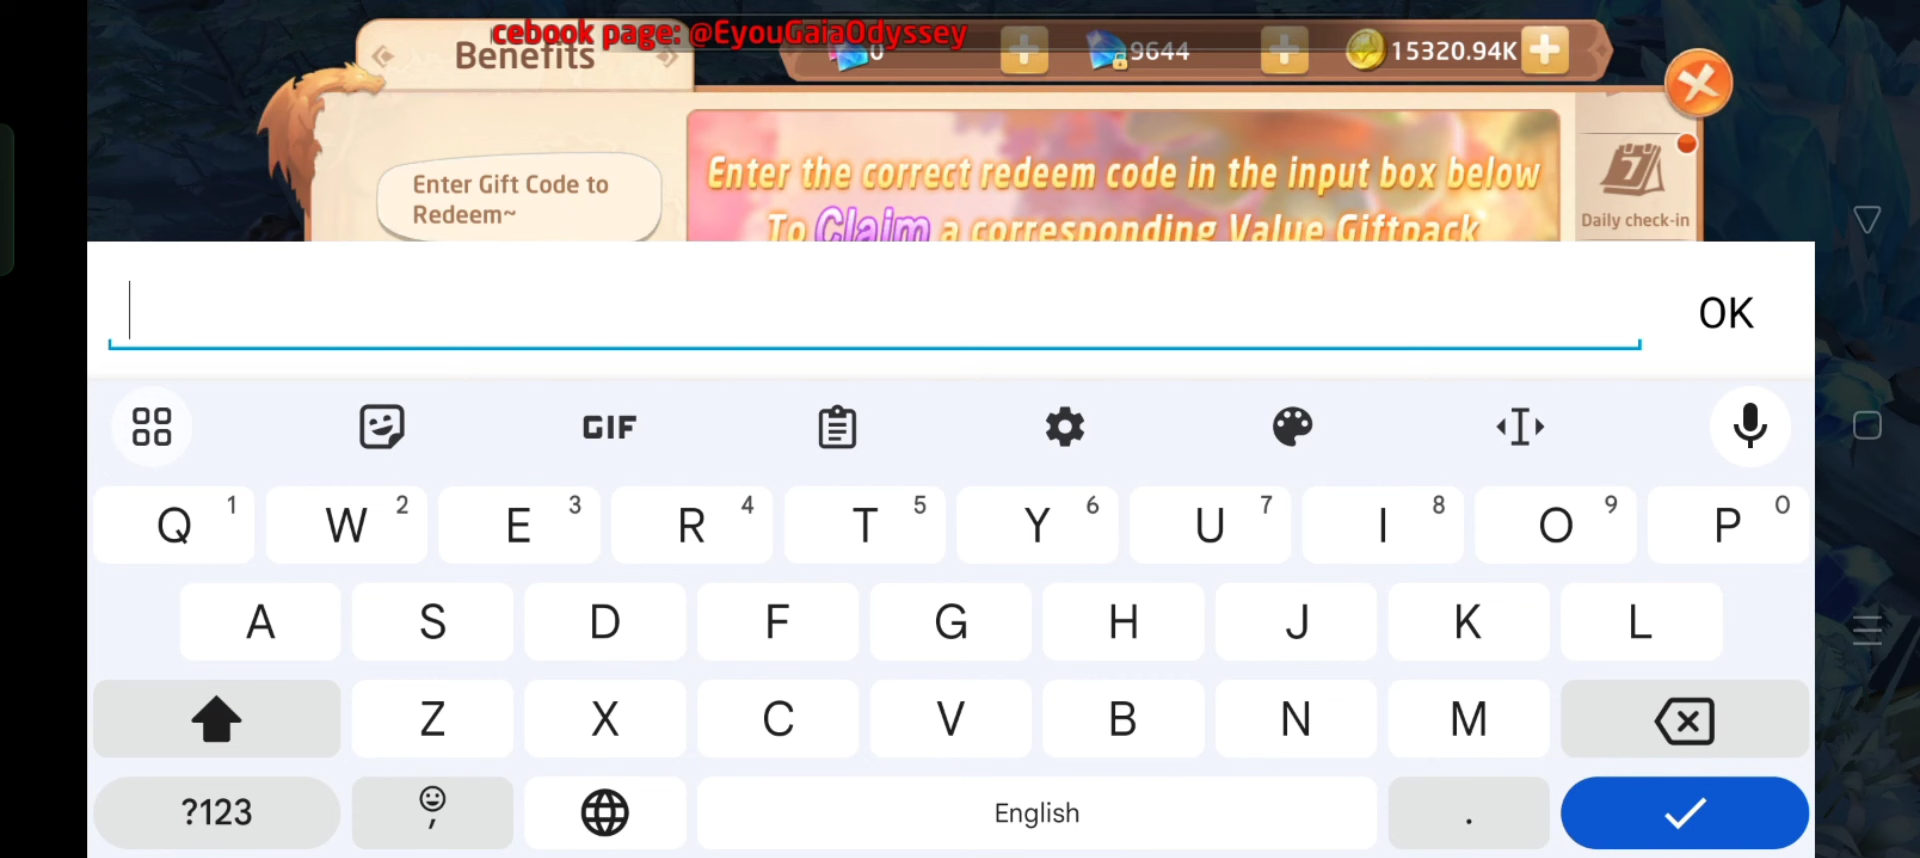 cebook page: @EyouGaiaOdyssey
Benefits
0
9644
15320.94K
Enter Gift Code to
Redeem~
Enter the correct redeem code in the input box below
To Claim a corresponding Value Giftpack
7
Daily check-in
OK
GIF
Q 1 W 2 E 3 R 4 T 5 Y 6 U 7 I 8 O 9 P 0
A S D F G H J K L
Z X C V B N M
?123 , English .